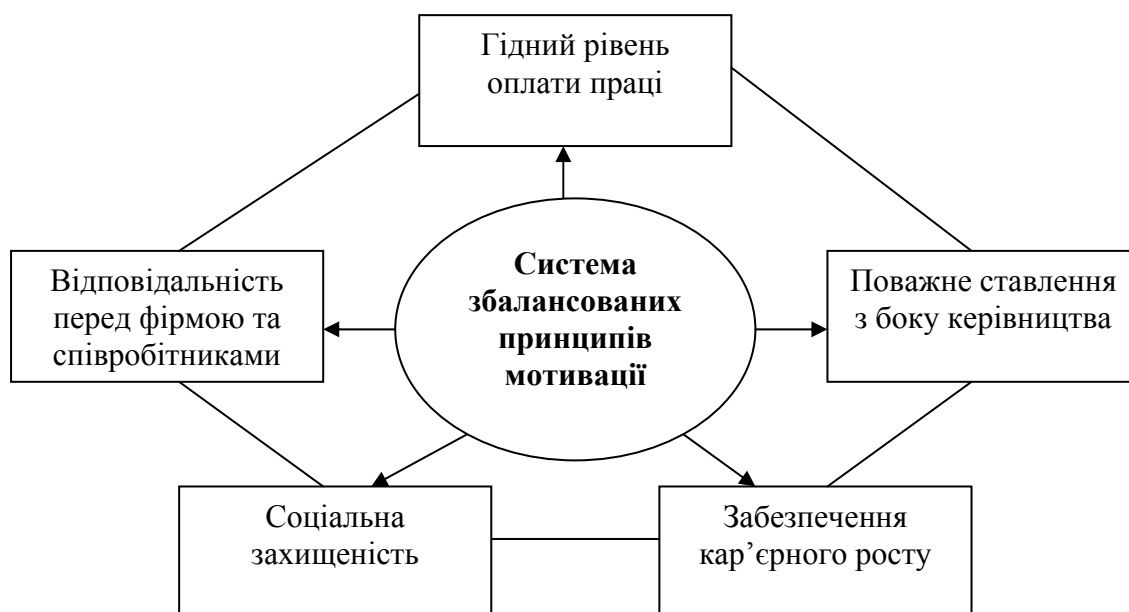 Гідний рівень
оплати праці
Відповідальність
перед фірмою та
співробітниками
Система
збалансованих
принципів
мотивації
Поважне ставлення
з боку керівництва
Соціальна
захищеність
Забезпечення
кар’єрного росту